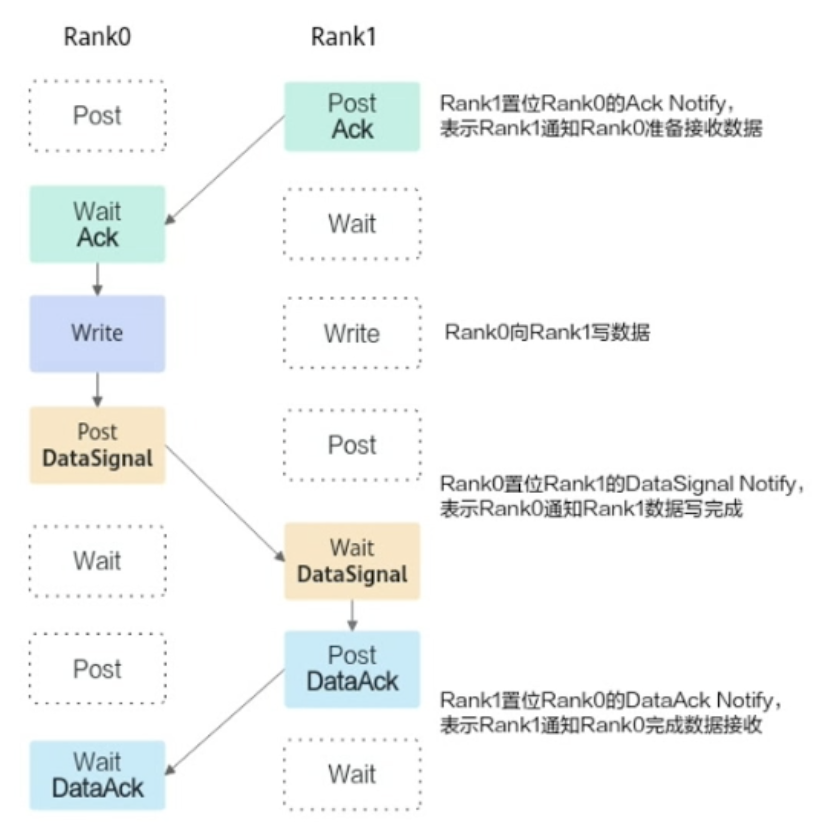 Rank0
Rank1
Post
Post
Ack
Rank1置位Rank0的Ack Notify，
表示Rank1通知Rank0准备接收数据
Wait
Ack
Wait
Write
Write
Rank0向Rank1写数据
Post
DataSignal
Post
Rank0置位Rank1的DataSignal Notify，
表示Rank0通知Rank1数据写完成
Wait
Wait
DataSignal
Post
Post
DataAck
Rank1置位Rank0的DataAck Notify，
表示Rank1通知Rank0完成数据接收
Wait
DataAck
Wait